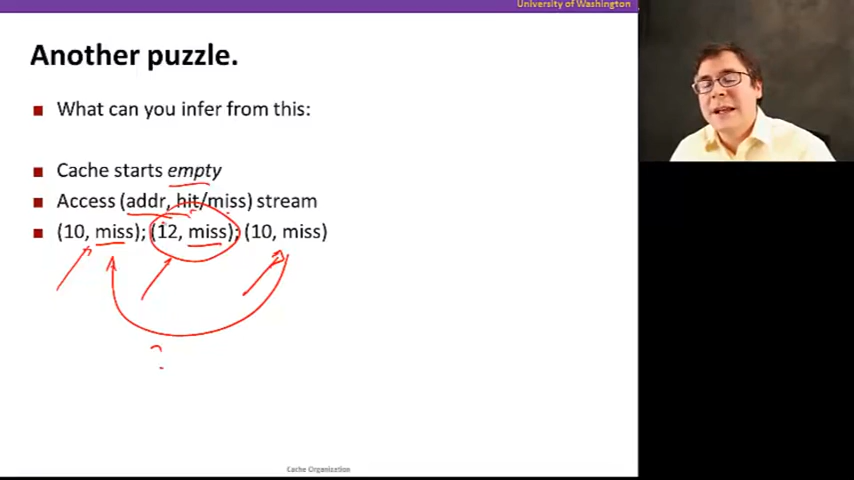 University of Washington
Another puzzle.
What can you infer from this:
Cache starts empty
Access (addr, hit/miss) stream
(10, miss); (12, miss); (10, miss)
?
Cache Organization